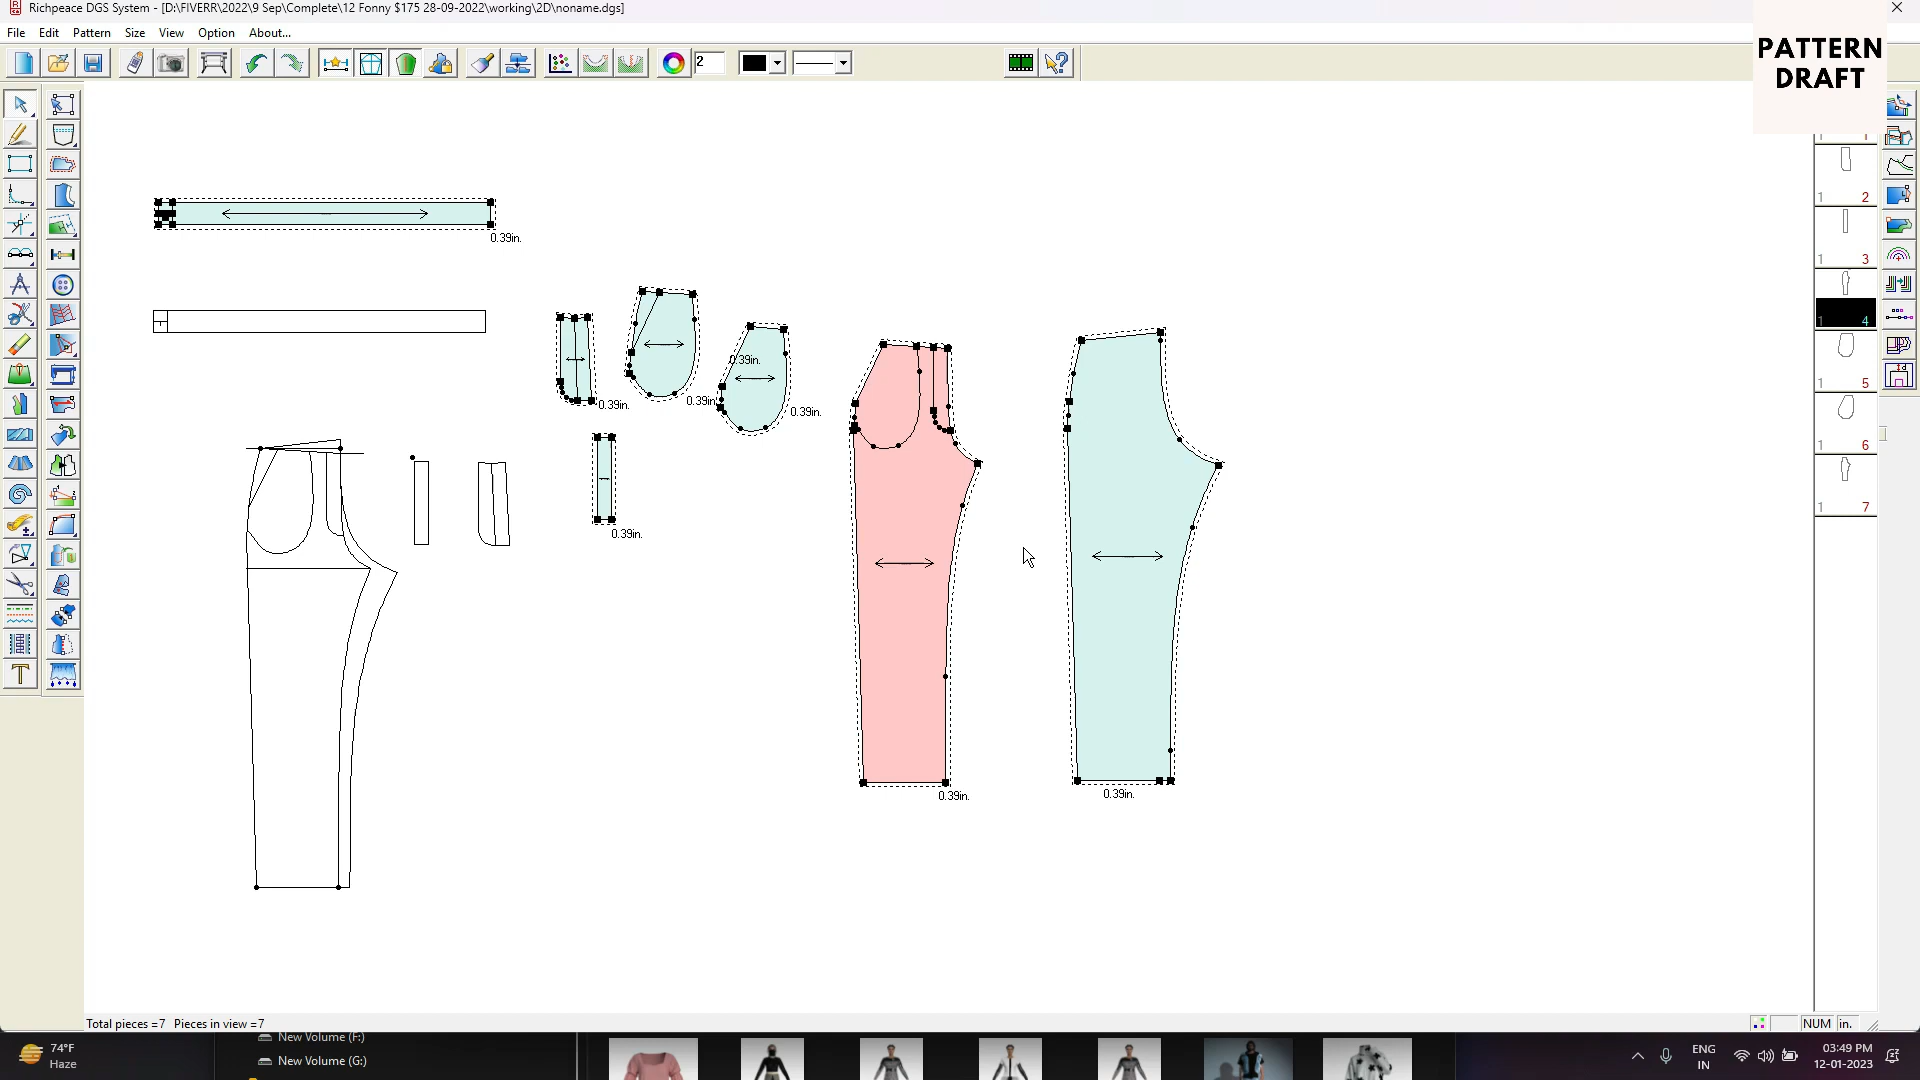 Richpeace DGS System - [D:\FIVERR\2022\9 Sep\Complete\12 Fonny $175 28-09-2022\working\2D\noname.dgs]
File Edit Pattern Size View Option About...
2
PATTERN
DRAFT
1 1
1 2
1 3
1 4
1 5
1 6
1 7
0.39in.
0.39in.
0.39in.
0.39in
0.39in.
0.39in.
0.39in.
0.39in.
Total pieces =7 Pieces in view =7
NUM in.
74°F
Haze
New Volume (F:)
New Volume (G:)
ENG
IN
03:49 PM
12-01-2023